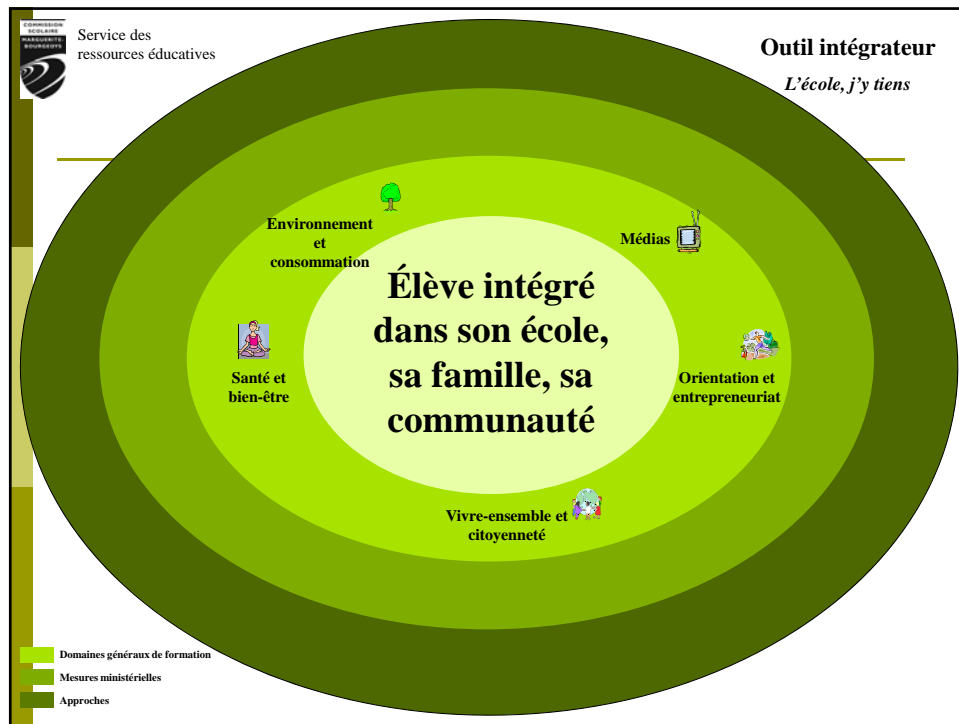 COMMISSION
SCOLAIRE
MARGUERITE-
BOURGEOYS
Service des
ressources éducatives
Outil intégrateur
L'école, j'y tiens
Environnement
et
consommation
Médias
Élève intégré
dans son école,
sa famille, sa
communauté
Santé et
bien-être
Orientation et
entrepreneuriat
Vivre-ensemble et
citoyenneté
Domaines généraux de formation
Mesures ministérielles
Approches